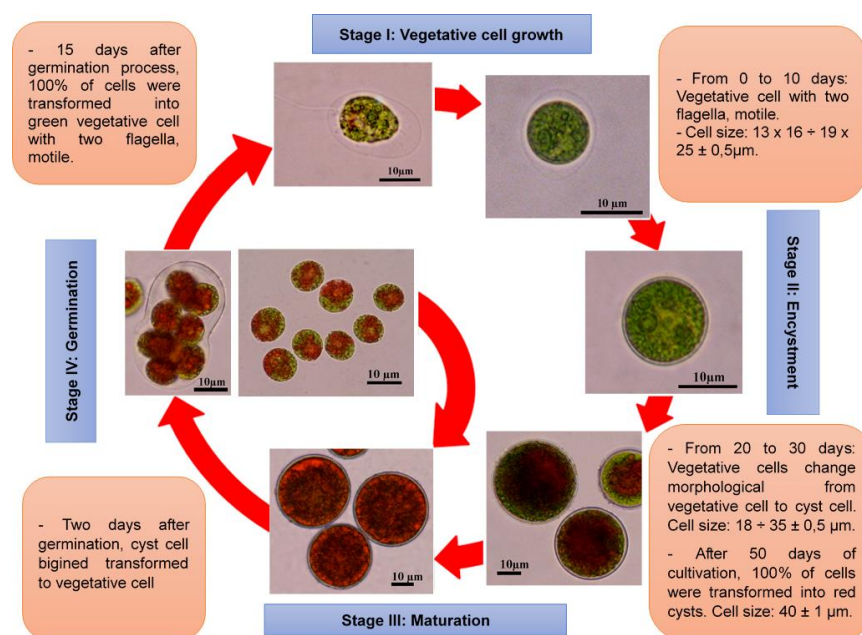 Stage I: Vegetative cell growth
- 15 days after
germination process,
100% of cells were
transformed into
green vegetative cell
with two flagella,
motile.
10µm
10 µm
- From 0 to 10 days:
Vegetative cell with two
flagella, motile.
- Cell size: 13 x 16 ÷ 19 x
25 ± 0,5µm.
Stage IV: Germination
10µm
10 µm
10µm
Stage II: Encystment
- Two days after
germination, cyst cell
bigined transformed
to vegetative cell
10 µm
10 µm
- From 20 to 30 days:
Vegetative cells change
morphological from
vegetative cell to cyst cell.
Cell size: 18 ÷ 35 ± 0,5 µm.
- After 50 days of
cultivation, 100% of cells
were transformed into red
cysts. Cell size: 40 ± 1 µm.
Stage III: Maturation